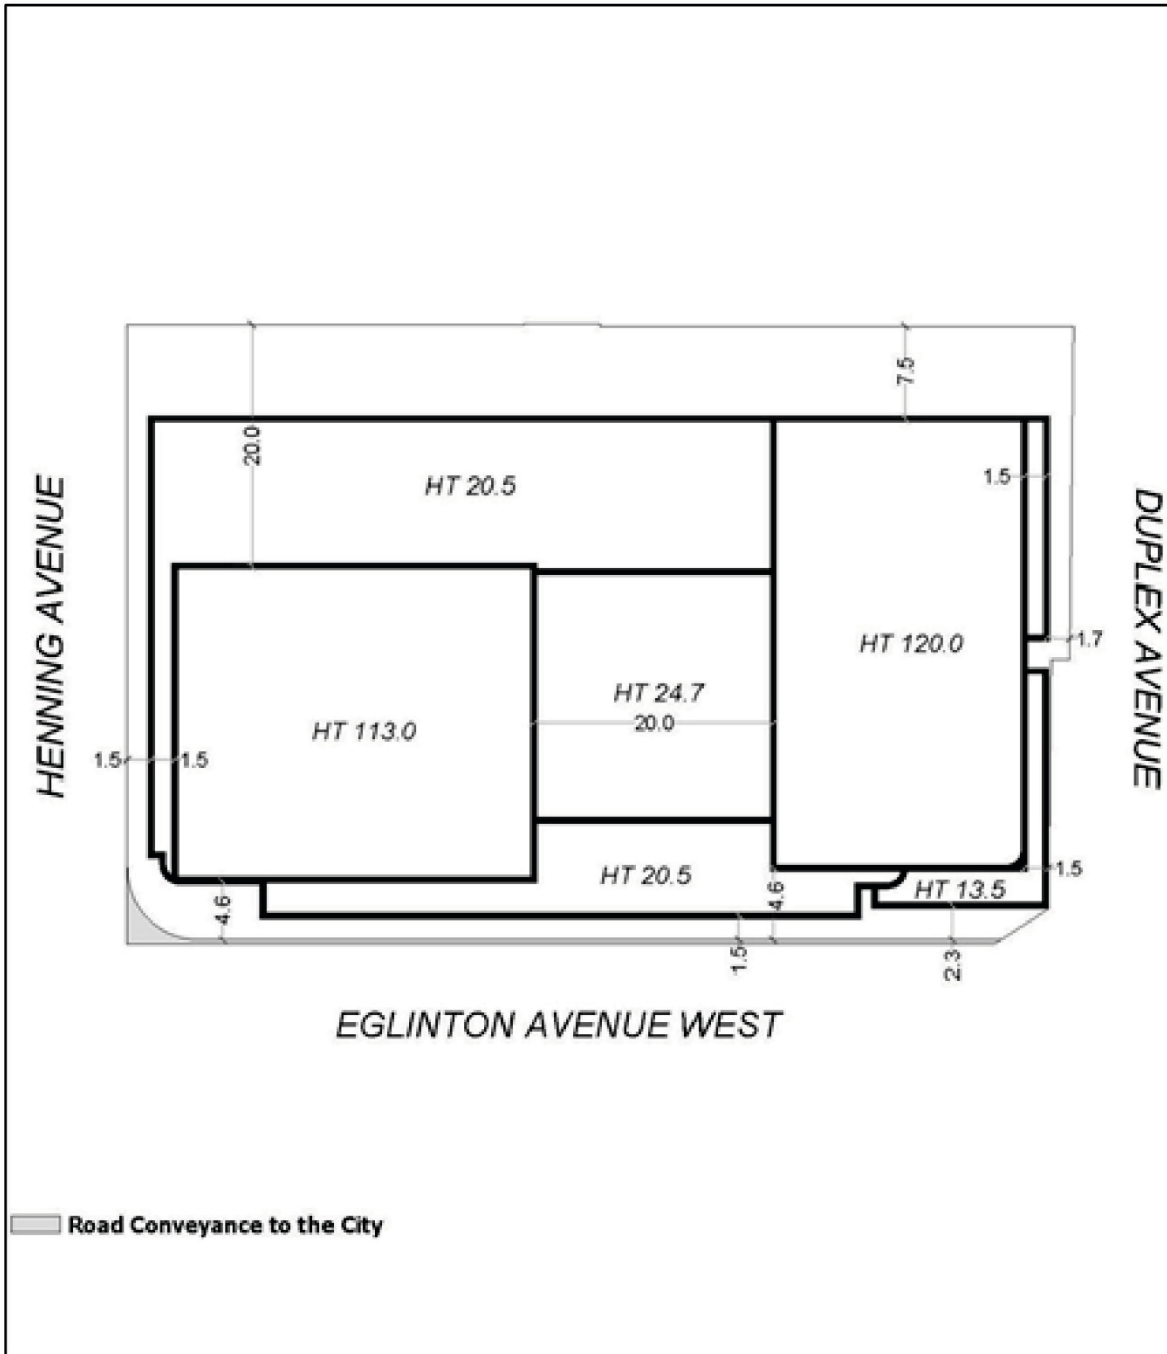 7.5
20.0
HT 20.5
1.5
HENNING AVENUE
DUPLEX AVENUE
HT 120.0
1.7
HT 24.7
20.0
HT 113.0
1.5
1.5
HT 20.5
1.5
HT 13.5
4.6
4.6
1.5
2.3
EGLINTON AVENUE WEST
Road Conveyance to the City